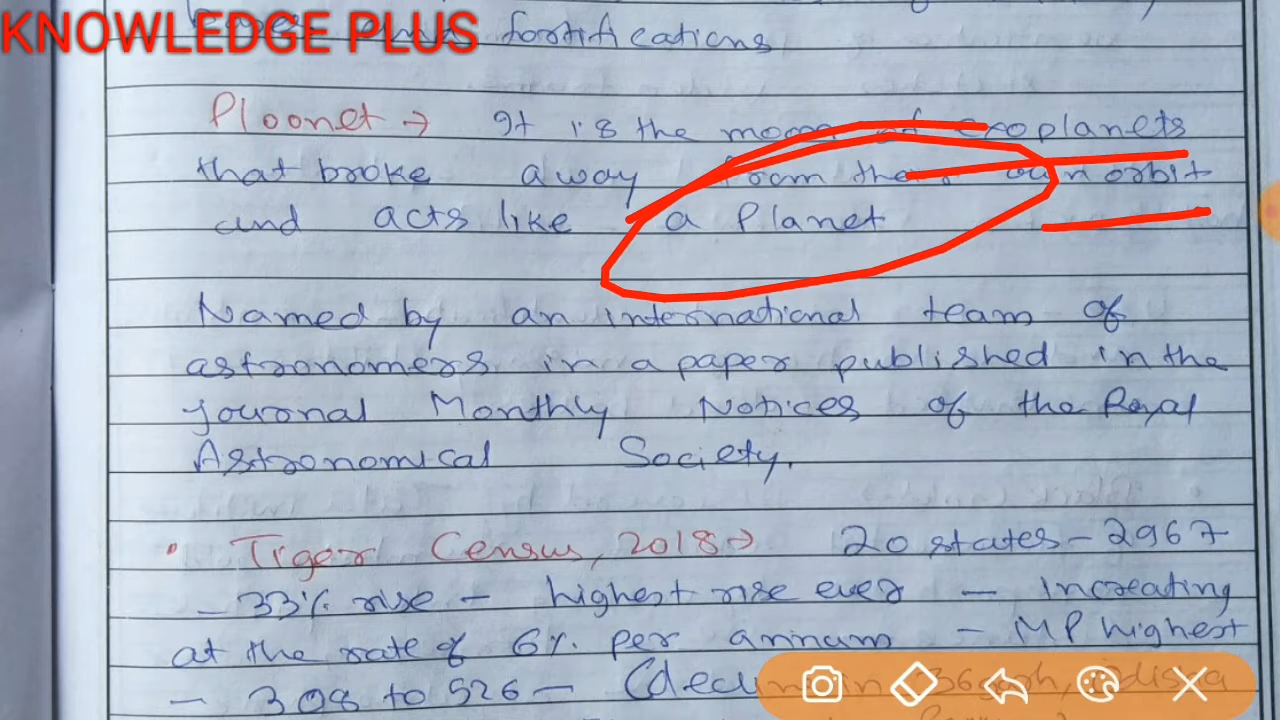 KNOWLEDGE PLUS
fortifications
Ploonet → It is the moons of exoplanets
that broke away from their own orbit
and acts like a Planet
Named by an international team of
astronomers in a paper published in the
journal Monthly Notices of the Royal
Astronomical Society.
• Tiger Census, 2018→ 20 states - 2967
- 33% rise - highest rise ever - increasing
at the rate of 6% per annum - MP highest
- 308 to 526 -